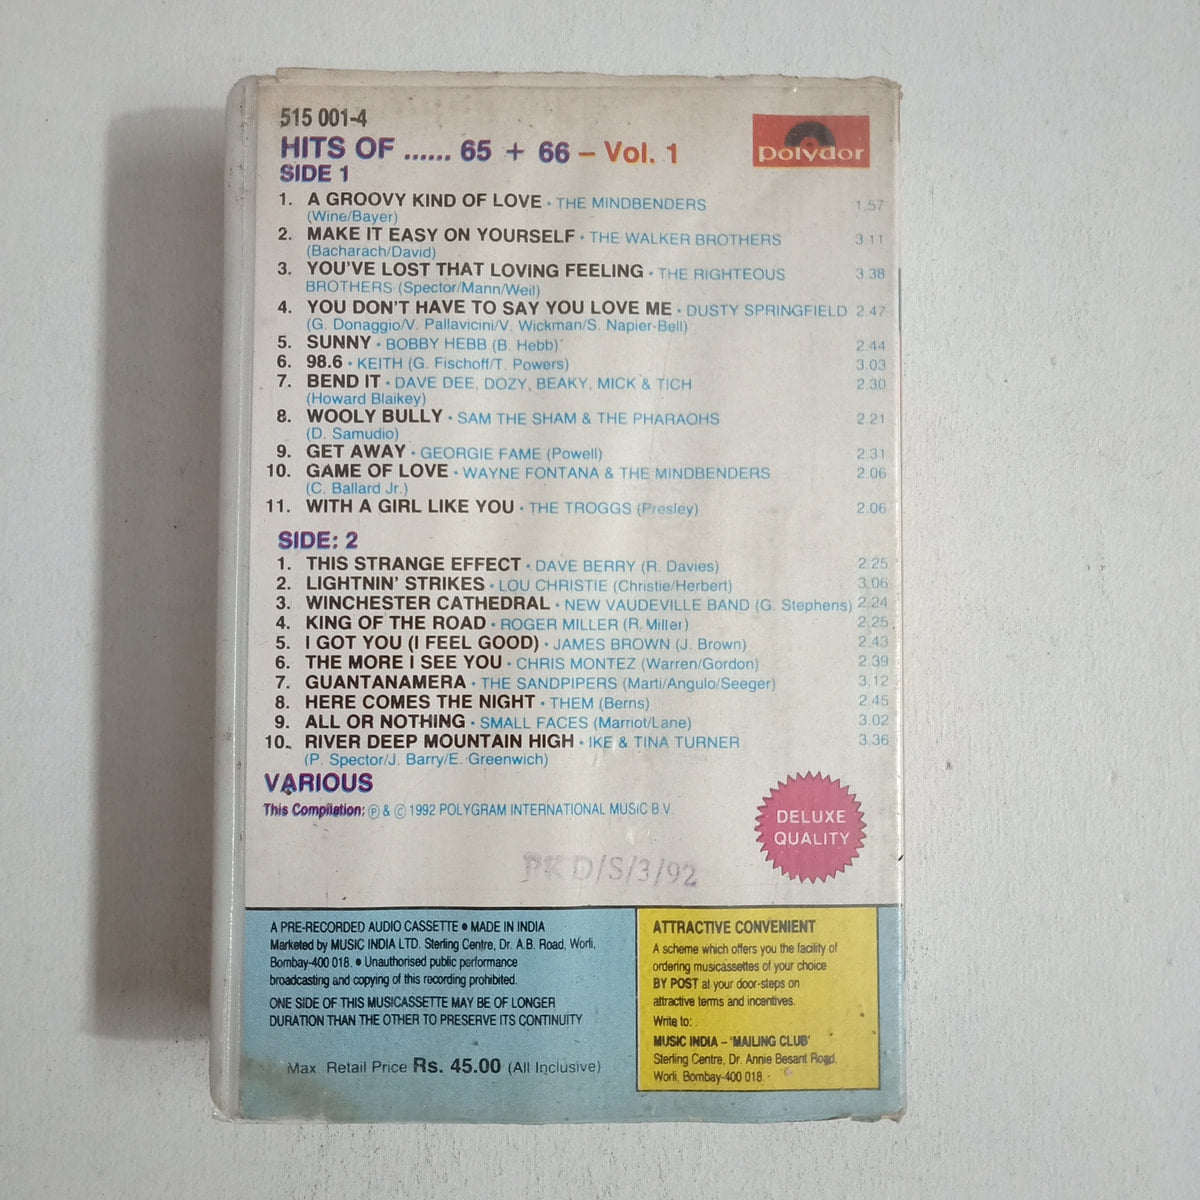 515 001-4
polydor
HITS OF ...... 65 + 66 – Vol. 1
SIDE 1
1. A GROOVY KIND OF LOVE • THE MINDBENDERS 1.57
(Wine/Bayer)
2. MAKE IT EASY ON YOURSELF • THE WALKER BROTHERS 3.11
(Bacharach/David)
3. YOU'VE LOST THAT LOVING FEELING • THE RIGHTEOUS 3.38
BROTHERS (Spector/Mann/Weil)
4. YOU DON'T HAVE TO SAY YOU LOVE ME • DUSTY SPRINGFIELD 2.47
(G. Donaggio/V. Pallavicini/V. Wickman/S. Napier-Bell)
5. SUNNY • BOBBY HEBB (B. Hebb) 2.44
6. 98.6 • KEITH (G. Fischoff/T. Powers) 3.03
7. BEND IT • DAVE DEE, DOZY, BEAKY, MICK & TICH 2.30
(Howard Blaikey)
8. WOOLY BULLY • SAM THE SHAM & THE PHARAOHS 2.21
(D. Samudio)
9. GET AWAY • GEORGIE FAME (Powell) 2.31
10. GAME OF LOVE • WAYNE FONTANA & THE MINDBENDERS 2.06
(C. Ballard Jr.)
11. WITH A GIRL LIKE YOU • THE TROGGS (Presley) 2.06
SIDE: 2
1. THIS STRANGE EFFECT • DAVE BERRY (R. Davies) 2.25
2. LIGHTNIN' STRIKES • LOU CHRISTIE (Christie/Herbert) 3.06
3. WINCHESTER CATHEDRAL • NEW VAUDEVILLE BAND (G. Stephens) 2.24
4. KING OF THE ROAD • ROGER MILLER (R. Miller) 2.25
5. I GOT YOU (I FEEL GOOD) • JAMES BROWN (J. Brown) 2.43
6. THE MORE I SEE YOU • CHRIS MONTEZ (Warren/Gordon) 2.39
7. GUANTANAMERA • THE SANDPIPERS (Marti/Angulo/Seeger) 3.12
8. HERE COMES THE NIGHT • THEM (Berns) 2.45
9. ALL OR NOTHING • SMALL FACES (Marriot/Lane) 3.02
10. RIVER DEEP MOUNTAIN HIGH • IKE & TINA TURNER 3.36
(P. Spector/J. Barry/E. Greenwich)
VARIOUS
This Compilation: ℗ & © 1992 POLYGRAM INTERNATIONAL MUSIC B.V.
DELUXE
QUALITY
PKD/S/3/92
A PRE-RECORDED AUDIO CASSETTE • MADE IN INDIA
Marketed by MUSIC INDIA LTD. Sterling Centre, Dr. A.B. Road, Worli,
Bombay-400 018. • Unauthorised public performance
broadcasting and copying of this recording prohibited.
ONE SIDE OF THIS MUSICASSETTE MAY BE OF LONGER
DURATION THAN THE OTHER TO PRESERVE ITS CONTINUITY
Max Retail Price Rs. 45.00 (All Inclusive)
ATTRACTIVE CONVENIENT
A scheme which offers you the facility of
ordering musicassettes of your choice
BY POST at your door-steps on
attractive terms and incentives.
Write to:
MUSIC INDIA – 'MAILING CLUB'
Sterling Centre, Dr. Annie Besant Road,
Worli, Bombay-400 018.